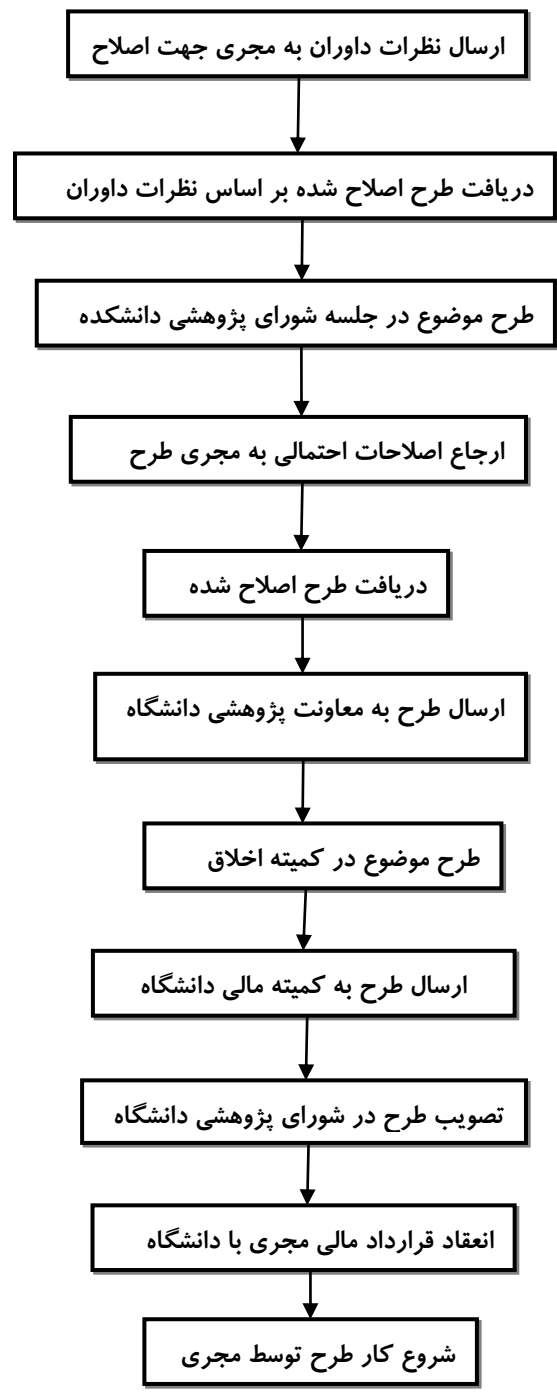 ارسال نظرات داوران به مجری جهت اصلاح
دریافت طرح اصلاح شده بر اساس نظرات داوران
طرح موضوع در جلسه شورای پژوهشی دانشکده
ارجاع اصلاحات احتمالی به مجری طرح
دریافت طرح اصلاح شده
ارسال طرح به معاونت پژوهشی دانشگاه
طرح موضوع در کمیته اخلاق
ارسال طرح به کمیته مالی دانشگاه
تصویب طرح در شورای پژوهشی دانشگاه
انعقاد قرارداد مالی مجری با دانشگاه
شروع کار طرح توسط مجری